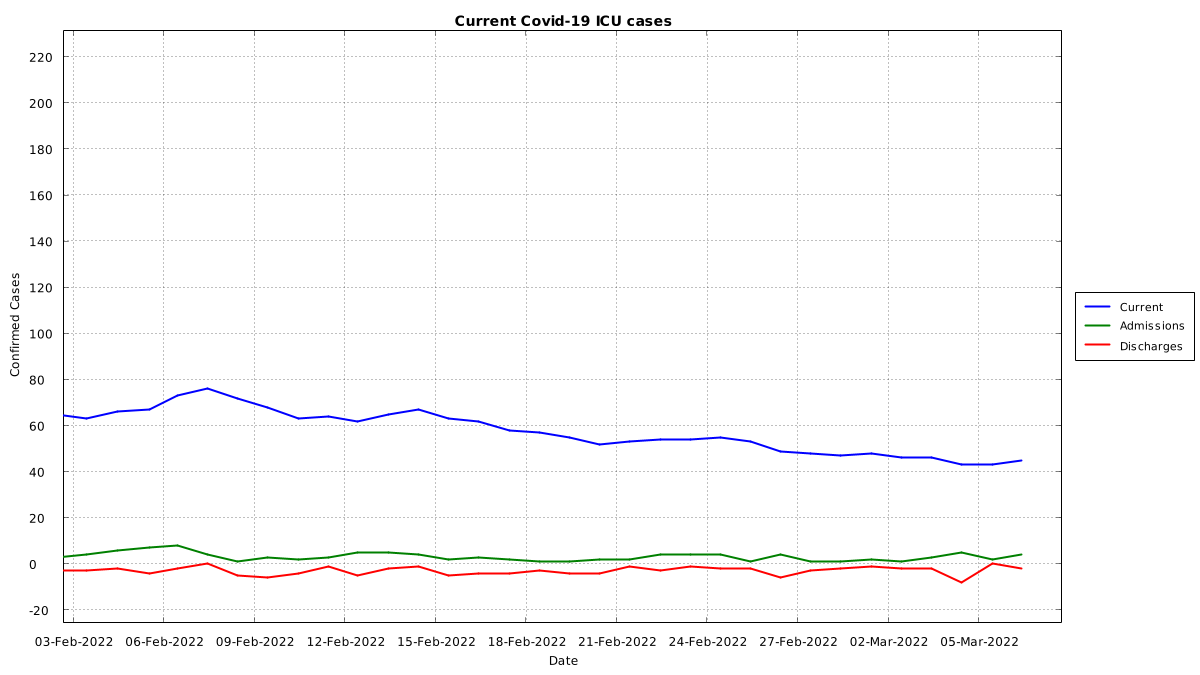 Current Covid-19 ICU cases
220
200
180
160
140
120
100
80
60
40
20
0
-20
Confirmed Cases
03-Feb-2022 06-Feb-2022 09-Feb-2022 12-Feb-2022 15-Feb-2022 18-Feb-2022 21-Feb-2022 24-Feb-2022 27-Feb-2022 02-Mar-2022 05-Mar-2022
Date
Current
Admissions
Discharges